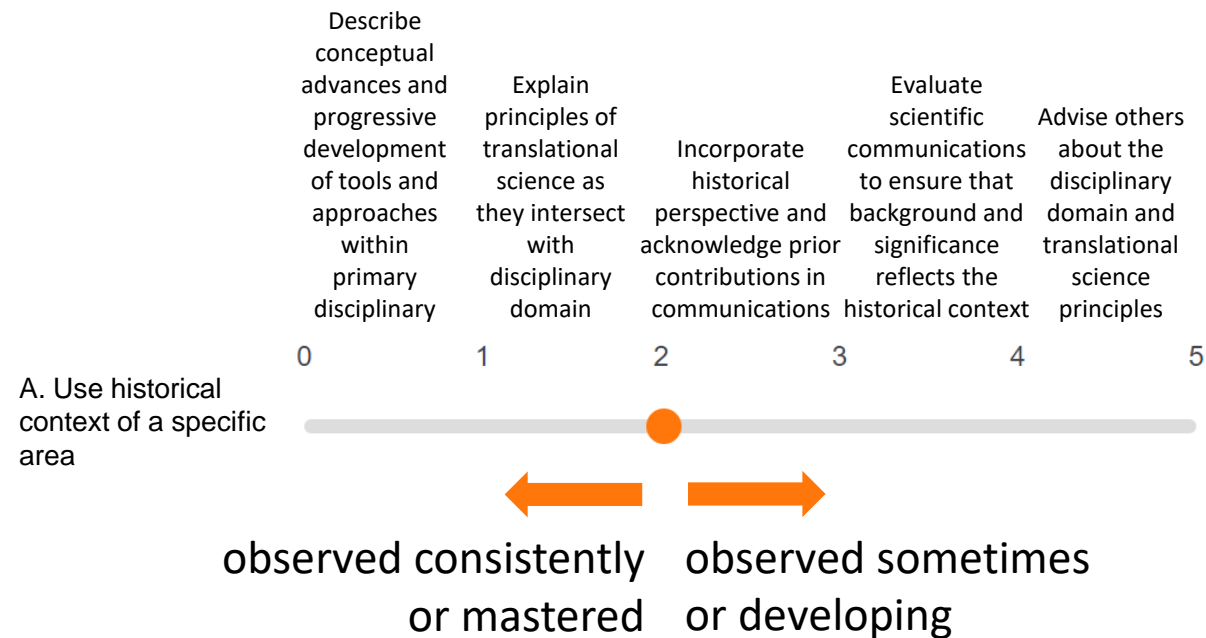 Describe
conceptual
advances and
progressive
development
of tools and
approaches
within
primary
disciplinary
Explain
principles of
translational
science as
they intersect
with
disciplinary
domain
Incorporate
historical
perspective and
acknowledge prior
contributions in
communications
Evaluate
scientific
communications
to ensure that
background and
significance
reflects the
historical context
Advise others
about the
disciplinary
domain and
translational
science
principles
0 1 2 3 4 5
A. Use historical
context of a specific
area
observed consistently
or mastered
observed sometimes
or developing